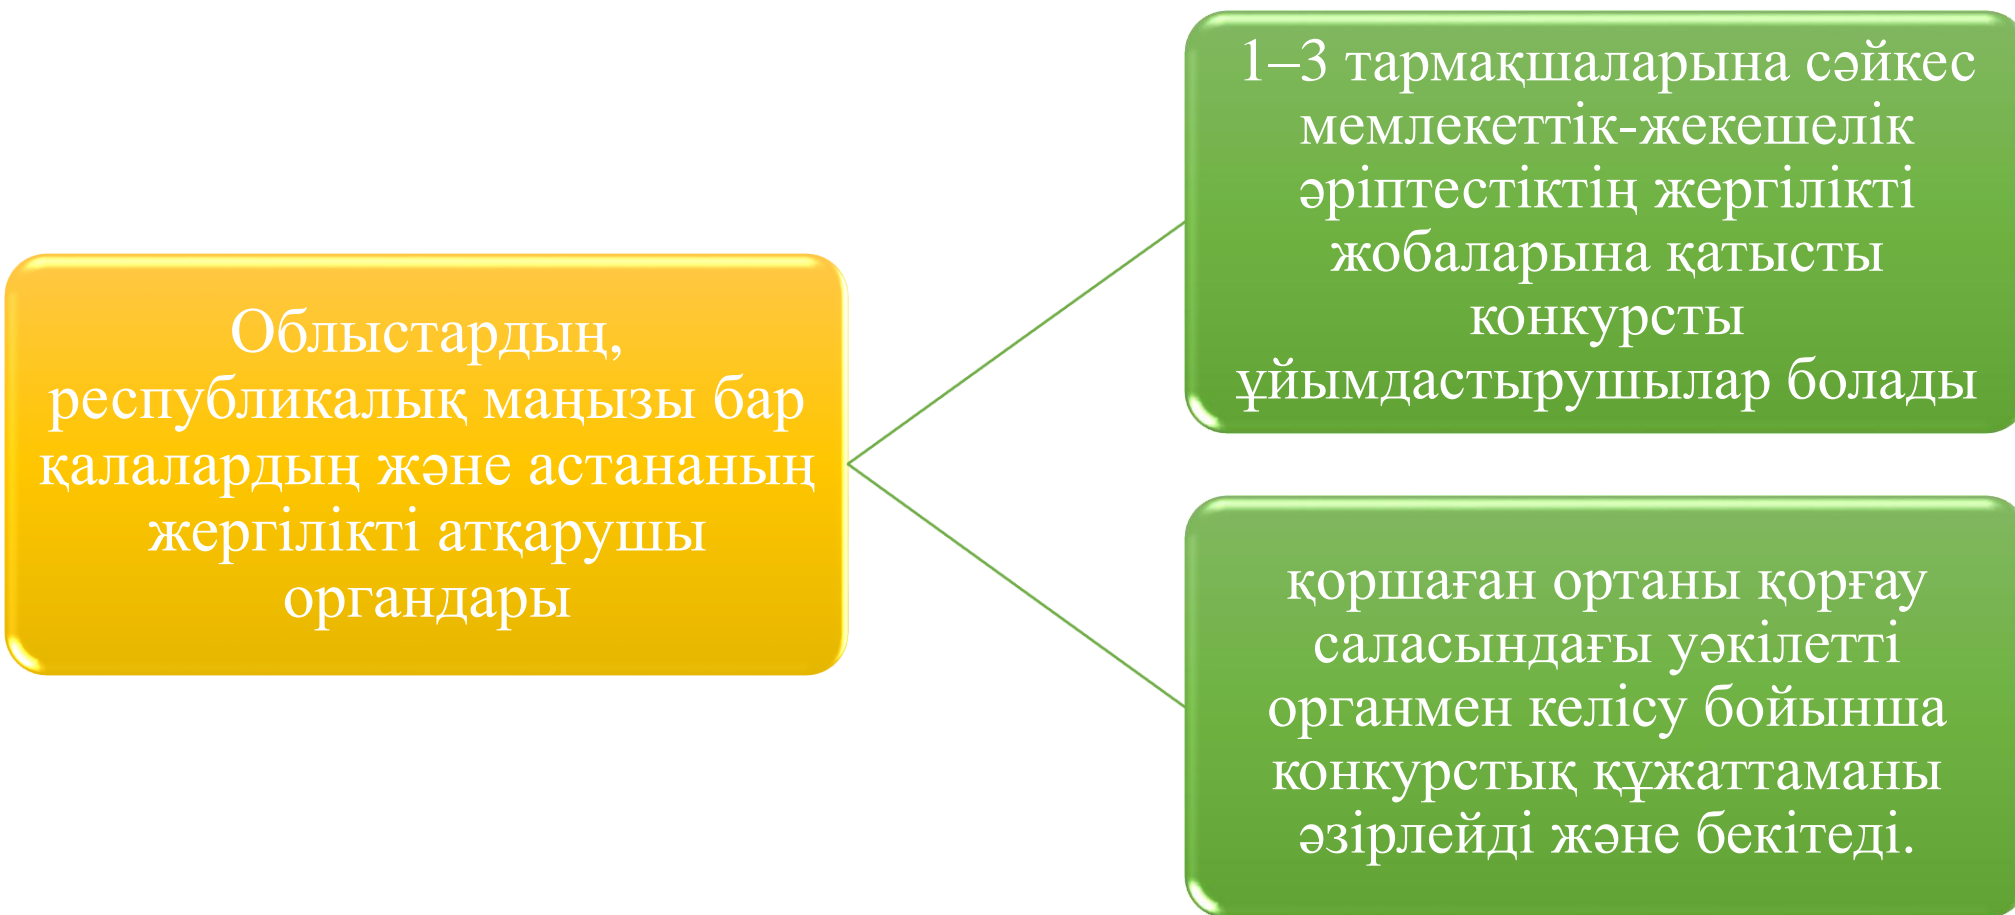 Облыстардың,
республикалық маңызы бар
қалалардың және астананың
жергілікті атқарушы
органдары
1–3 тармақшаларына сәйкес
мемлекеттік-жекешелік
әріптестіктің жергілікті
жобаларына қатысты
конкурсты
ұйымдастырушылар болады
қоршаған ортаны қорғау
саласындағы уәкілетті
органмен келісу бойынша
конкурстық құжаттаманы
әзірлейді және бекітеді.